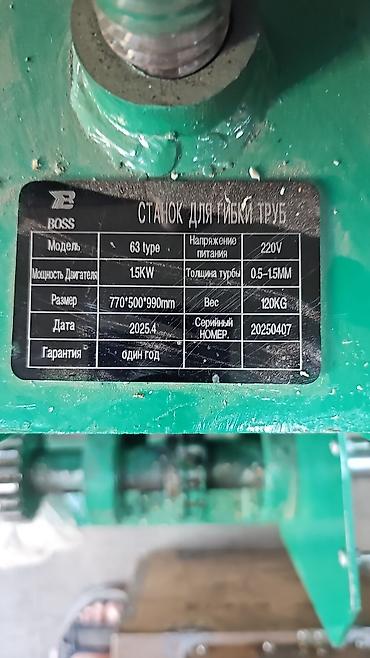 BOSS
СТАНОК ДЛЯ ГИБКИ ТРУБ
Модель 63 type Напряжение питания 220V
Мощность Двигателя 1.5KW Толщина турбы 0.5-1.5MM
Размер 770*500*990mm Вес 120KG
Дата 2025.4 Серийный НОМЕР. 20250407
Гарантия один год